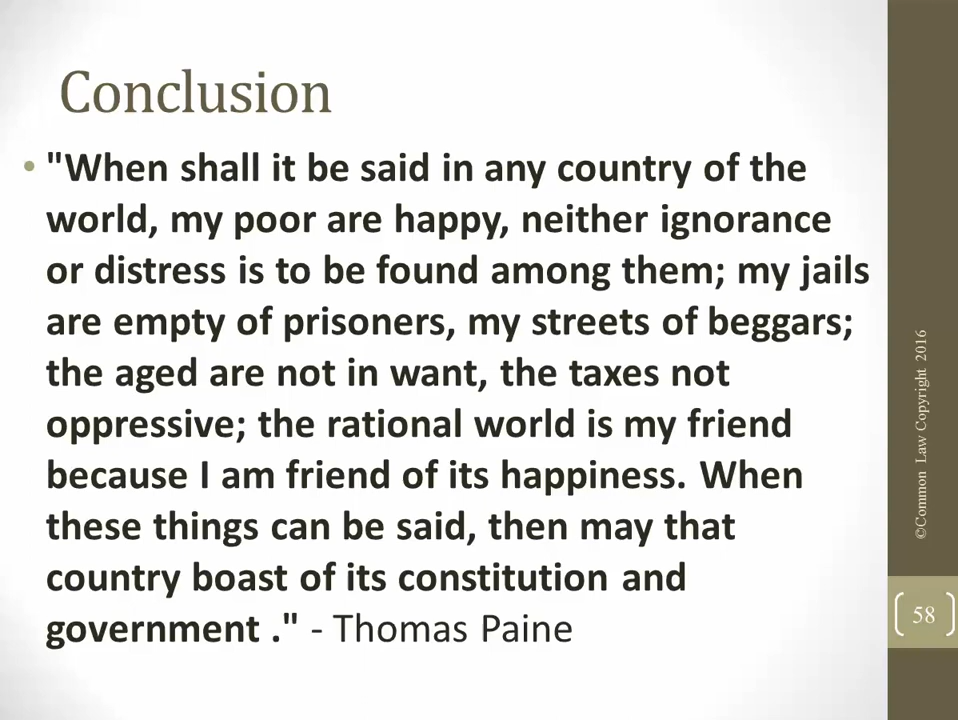 Conclusion
• "When shall it be said in any country of the
world, my poor are happy, neither ignorance
or distress is to be found among them; my jails
are empty of prisoners, my streets of beggars;
the aged are not in want, the taxes not
oppressive; the rational world is my friend
because I am friend of its happiness. When
these things can be said, then may that
country boast of its constitution and
government ." - Thomas Paine
©Common Law Copyright 2016
58